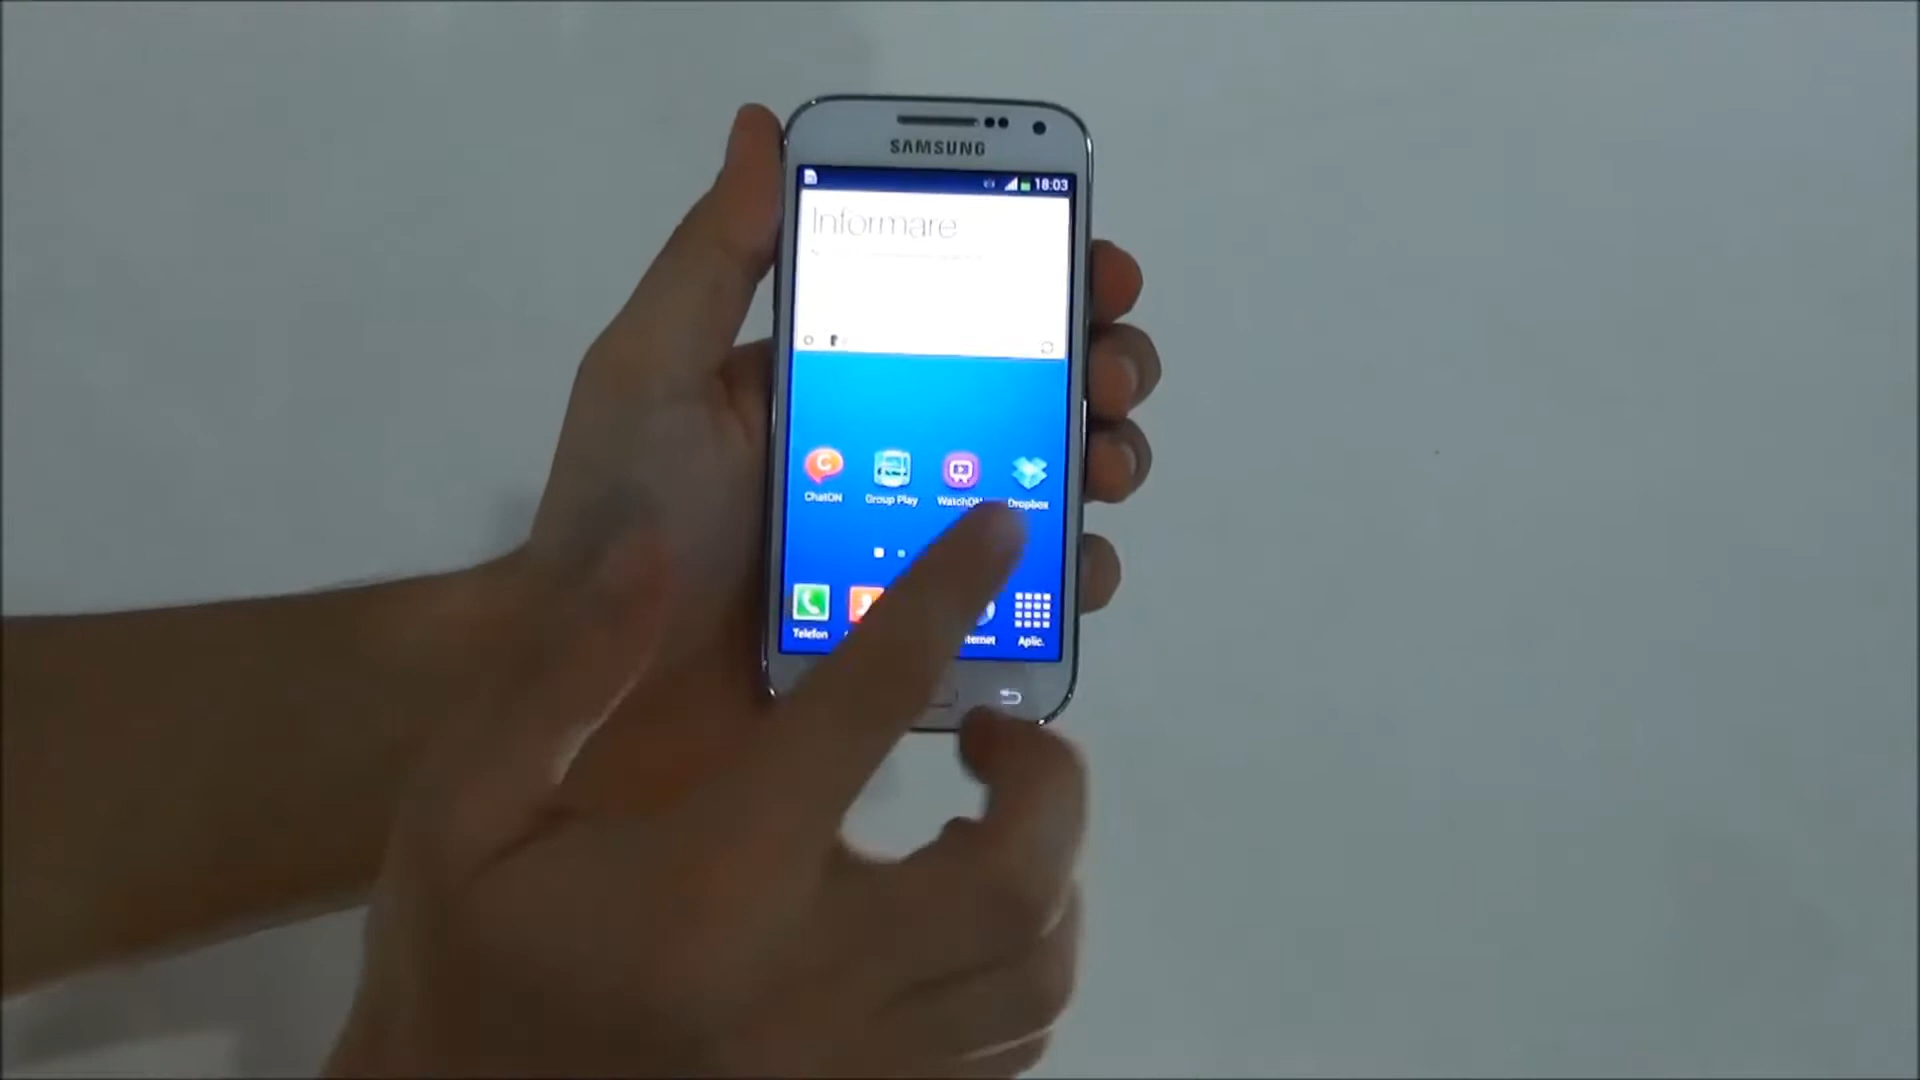 SAMSUNG
18:03
Informare
ChatON
Group Play
Dropbox
Telefon
Aplic.